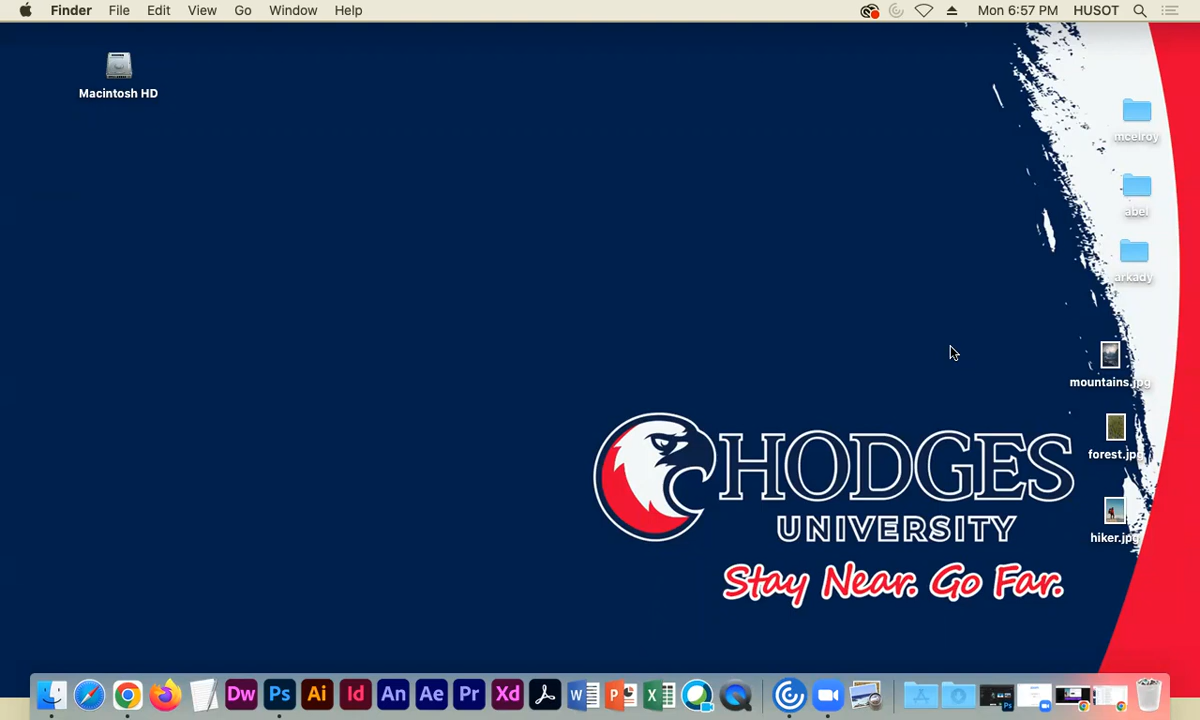 Finder File Edit View Go Window Help Mon 6:57 PM HUSOT
Macintosh HD
mcelroy
abel
arkady
mountains.jpg
forest.jpg
hiker.jpg
HODGES
UNIVERSITY
Stay Near. Go Far.
Dw Ps Ai Id An Ae Pr Xd W P X